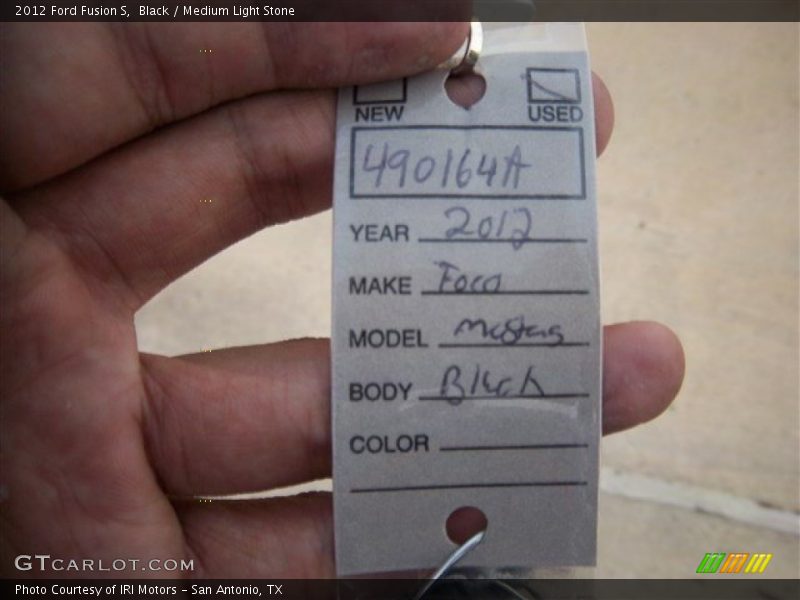 2012 Ford Fusion S, Black / Medium Light Stone
NEW USED
490164A
YEAR 2012
MAKE Ford
MODEL Mustang
BODY Black
COLOR
GTCARLOT.COM
Photo Courtesy of IRI Motors - San Antonio, TX